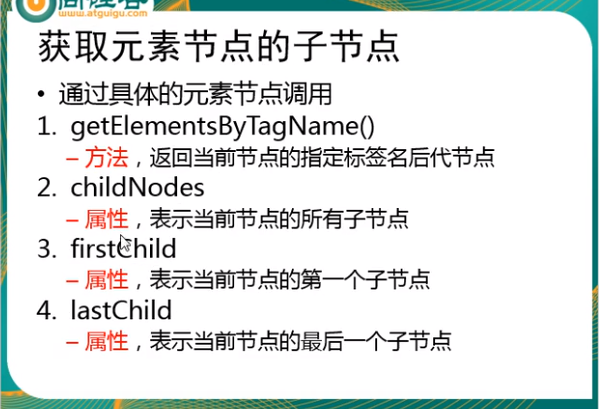 www.atguigu.com
获取元素节点的子节点
• 通过具体的元素节点调用
1. getElementsByTagName()
– 方法，返回当前节点的指定标签名后代节点
2. childNodes
– 属性，表示当前节点的所有子节点
3. firstChild
– 属性，表示当前节点的第一个子节点
4. lastChild
– 属性，表示当前节点的最后一个子节点